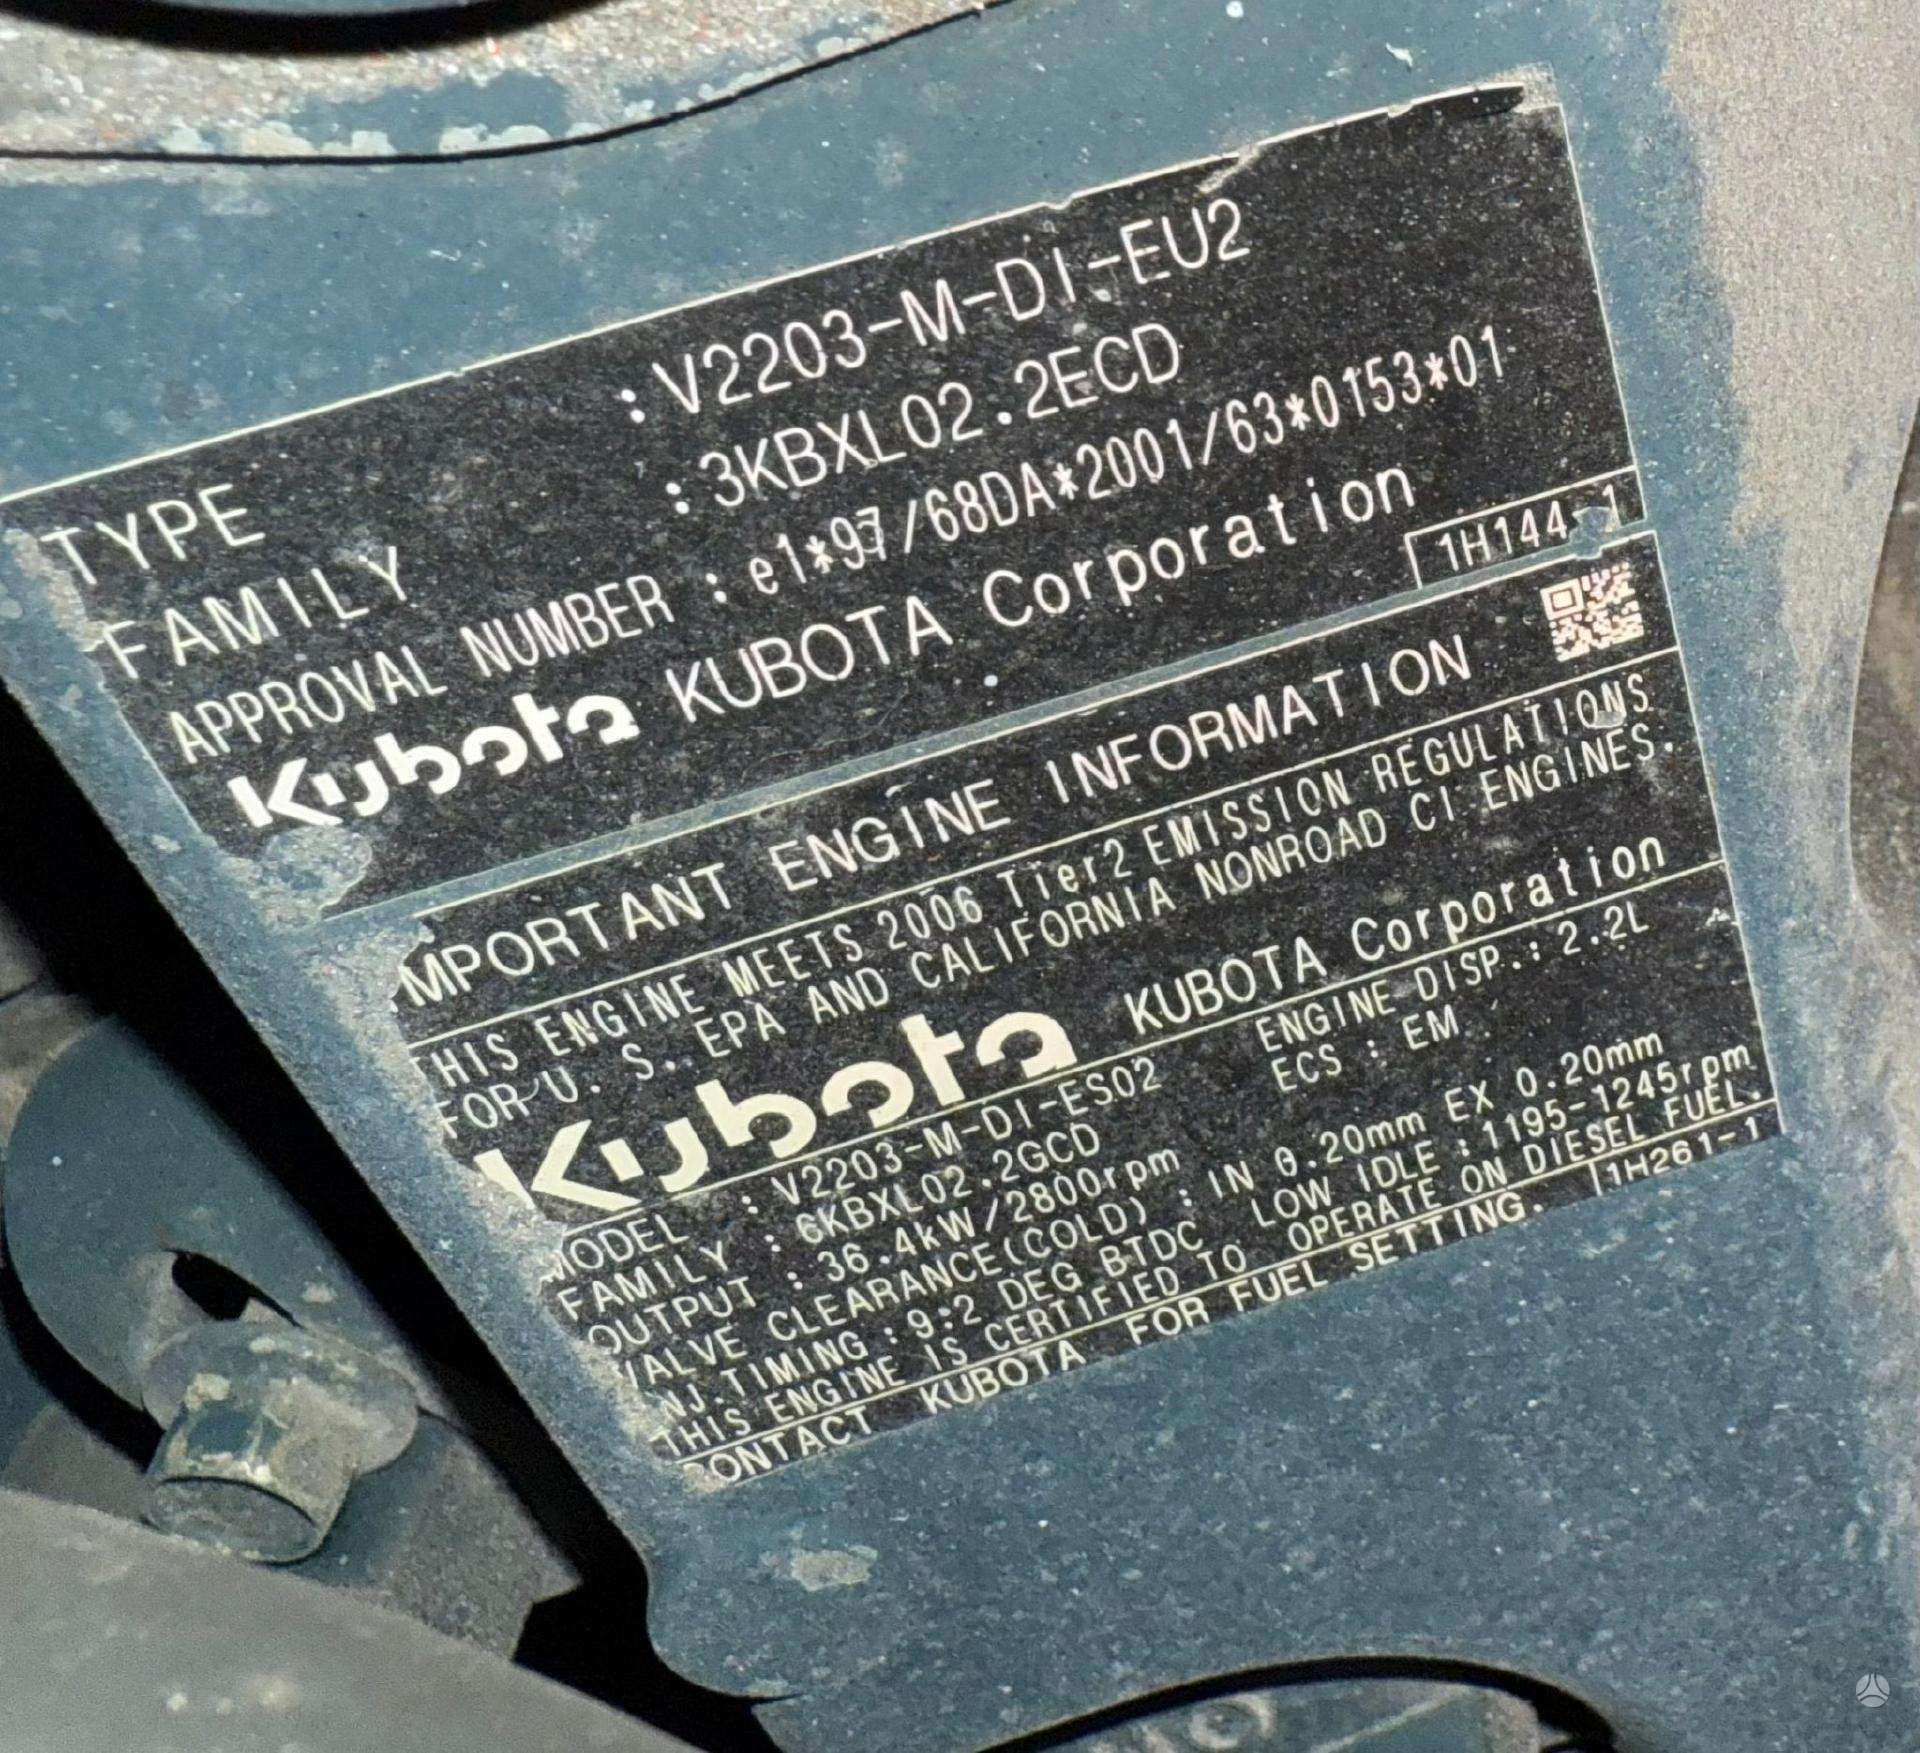 TYPE : V2203-M-DI-EU2
FAMILY : 3KBXL02.2ECD
APPROVAL NUMBER : e1*97/68DA*2001/63*0153*01
Kubota KUBOTA Corporation
1H144-1
MPORTANT ENGINE INFORMATION
THIS ENGINE MEETS 2006 Tier2 EMISSION REGULATIONS
FOR U.S. EPA AND CALIFORNIA NONROAD CI ENGINES.
Kubota KUBOTA Corporation
MODEL : V2203-M-DI-ES02 ENGINE DISP.: 2.2L
FAMILY : 6KBXL02.2GCD ECS : EM
OUTPUT : 36.4kW/2800rpm
VALVE CLEARANCE(COLD) : IN 0.20mm EX 0.20mm
INJ.TIMING :9:2 DEG BTDC LOW IDLE :1195-1245rpm
THIS ENGINE IS CERTIFIED TO OPERATE ON DIESEL FUEL.
CONTACT KUBOTA FOR FUEL SETTING. 1H261-1